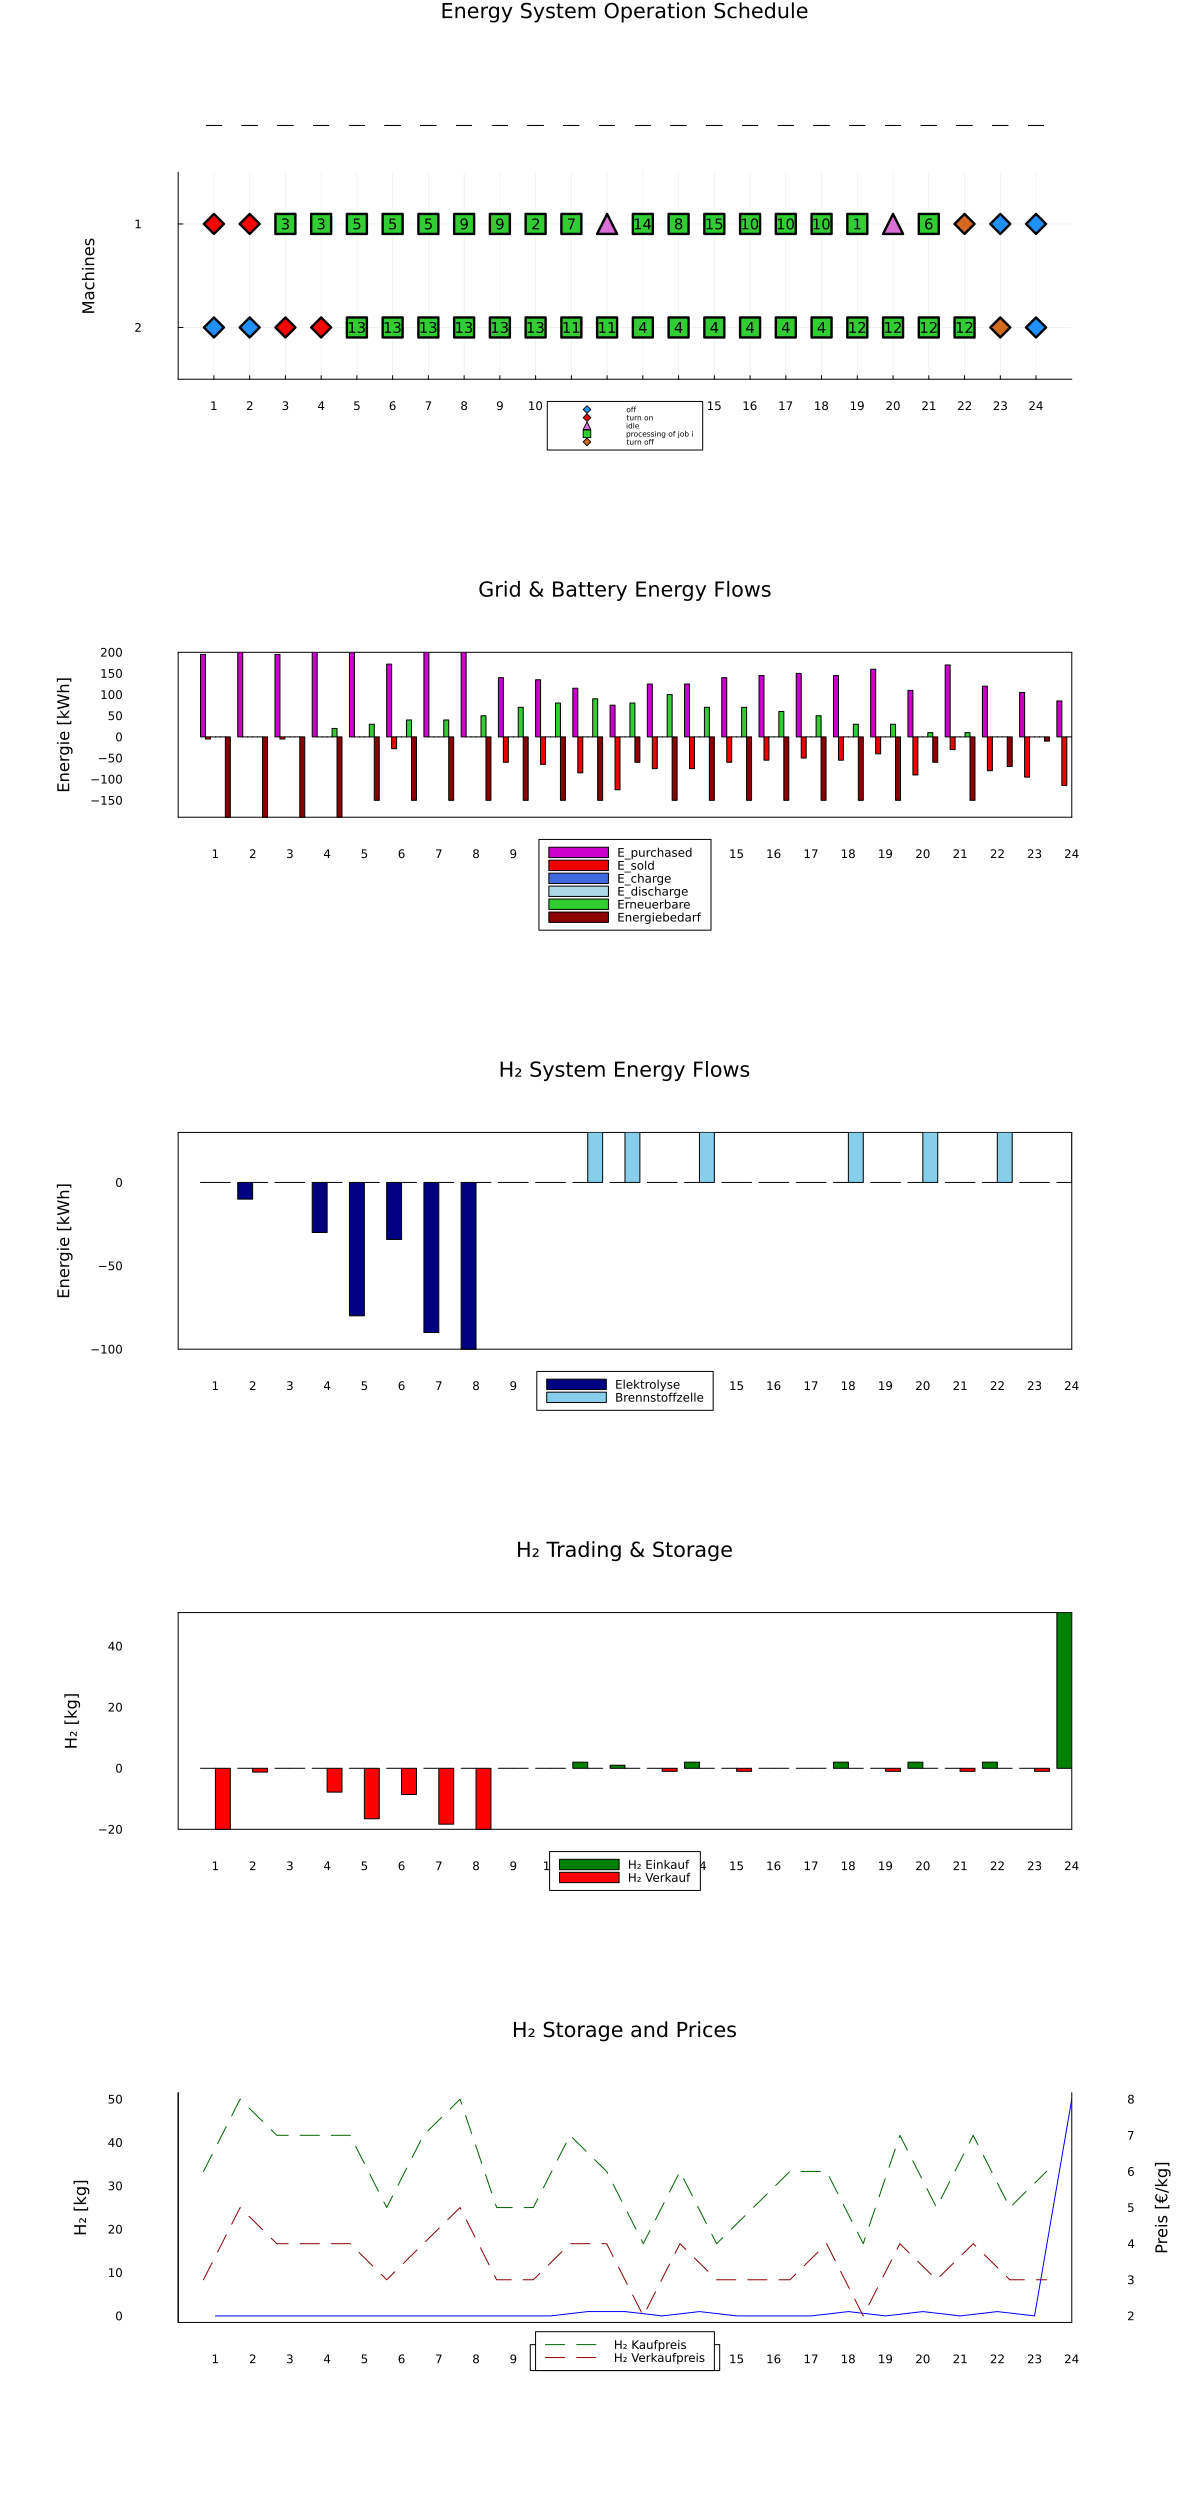 Energy System Operation Schedule
Machines
1
3 3 5 5 5 9 9 2 7 14 8 15 10 10 10 1 6
2
13 13 13 13 13 13 11 11 4 4 4 4 4 4 12 12 12 12
1 2 3 4 5 6 7 8 9 10 15 16 17 18 19 20 21 22 23 24
off
turn on
idle
processing of job i
turn off
Grid & Battery Energy Flows
Energie [kWh]
200
150
100
50
0
−50
−100
−150
1 2 3 4 5 6 7 8 9 15 16 17 18 19 20 21 22 23 24
E_purchased
E_sold
E_charge
E_discharge
Erneuerbare
Energiebedarf
H₂ System Energy Flows
Energie [kWh]
0
−50
−100
1 2 3 4 5 6 7 8 9 15 16 17 18 19 20 21 22 23 24
Elektrolyse
Brennstoffzelle
H₂ Trading & Storage
H₂ [kg]
40
20
0
−20
1 2 3 4 5 6 7 8 9 1 4 15 16 17 18 19 20 21 22 23 24
H₂ Einkauf
H₂ Verkauf
H₂ Storage and Prices
H₂ [kg]
50
40
30
20
10
0
8
7
6
5
4
3
2
Preis [€/kg]
1 2 3 4 5 6 7 8 9 15 16 17 18 19 20 21 22 23 24
H₂ Kaufpreis
H₂ Verkaufpreis